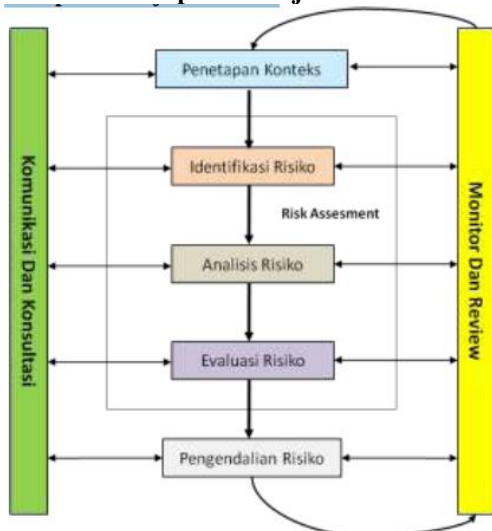 Penetapan Konteks
Identifikasi Risiko
Risk Assesment
Analisis Risiko
Evaluasi Risiko
Pengendalian Risiko
Komunikasi Dan Konsultasi
Monitor Dan Review